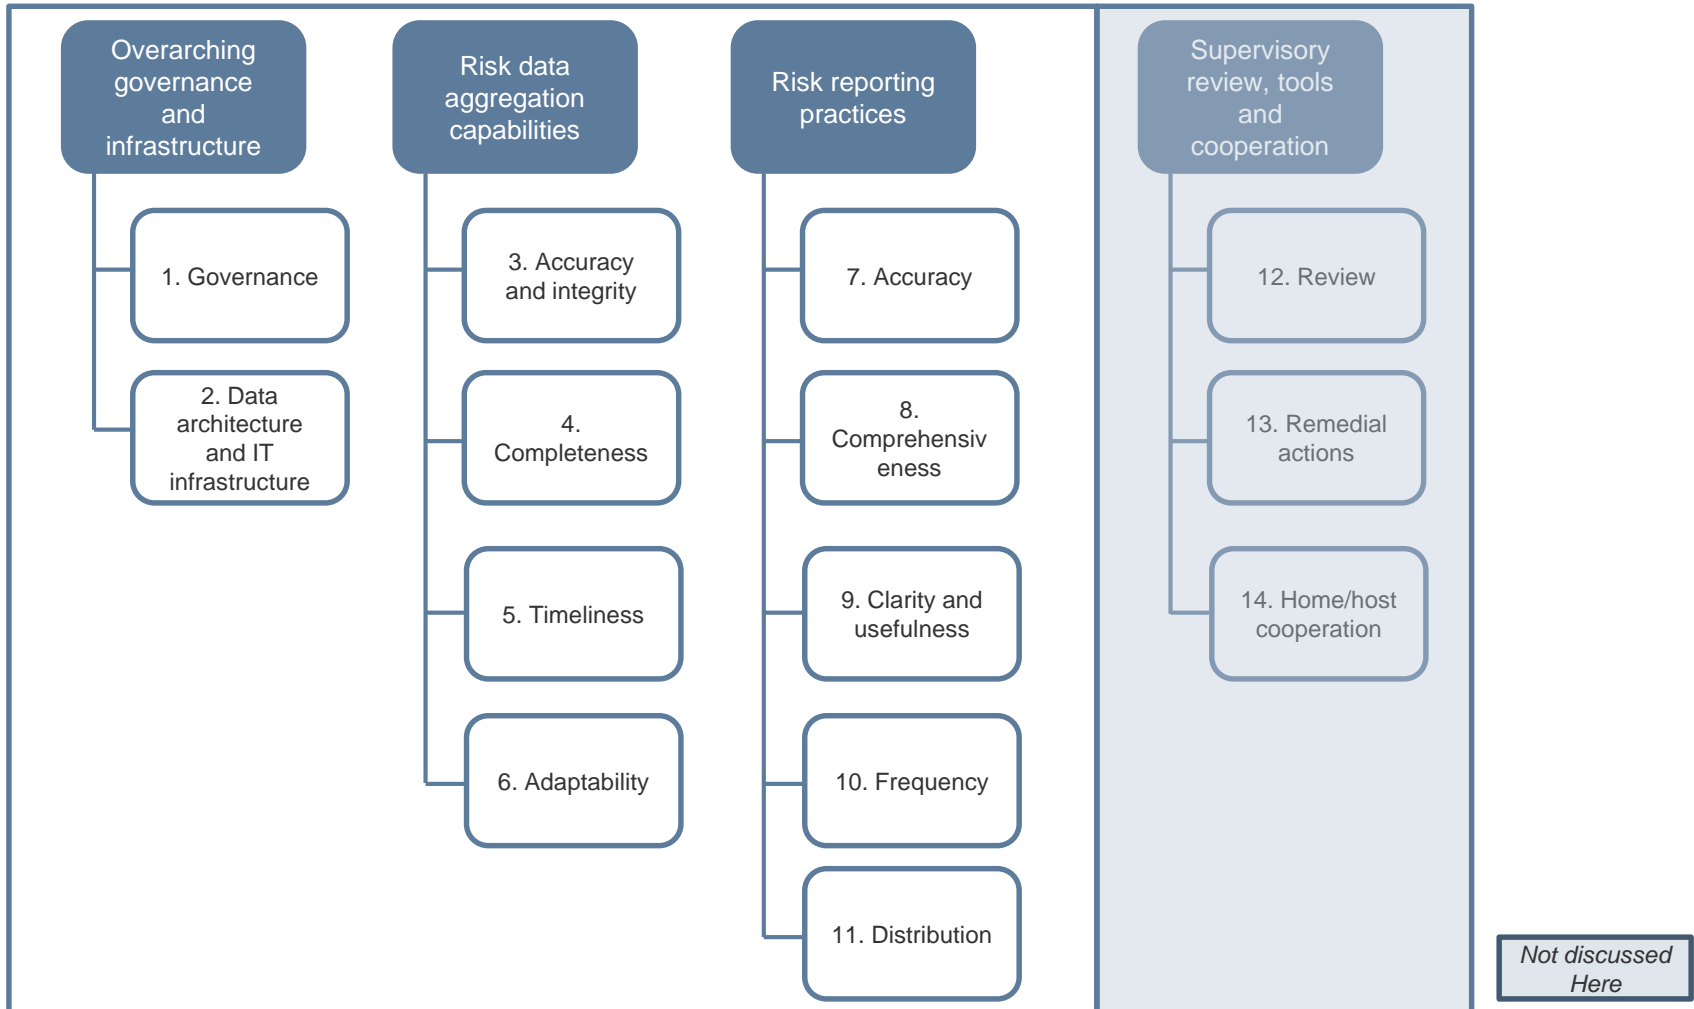 Overarching
governance
and
infrastructure
1. Governance
2. Data
architecture
and IT
infrastructure
Risk data
aggregation
capabilities
3. Accuracy
and integrity
4.
Completeness
5. Timeliness
6. Adaptability
Risk reporting
practices
7. Accuracy
8.
Comprehensiv
eness
9. Clarity and
usefulness
10. Frequency
11. Distribution
Supervisory
review, tools
and
cooperation
12. Review
13. Remedial
actions
14. Home/host
cooperation
Not discussed
Here